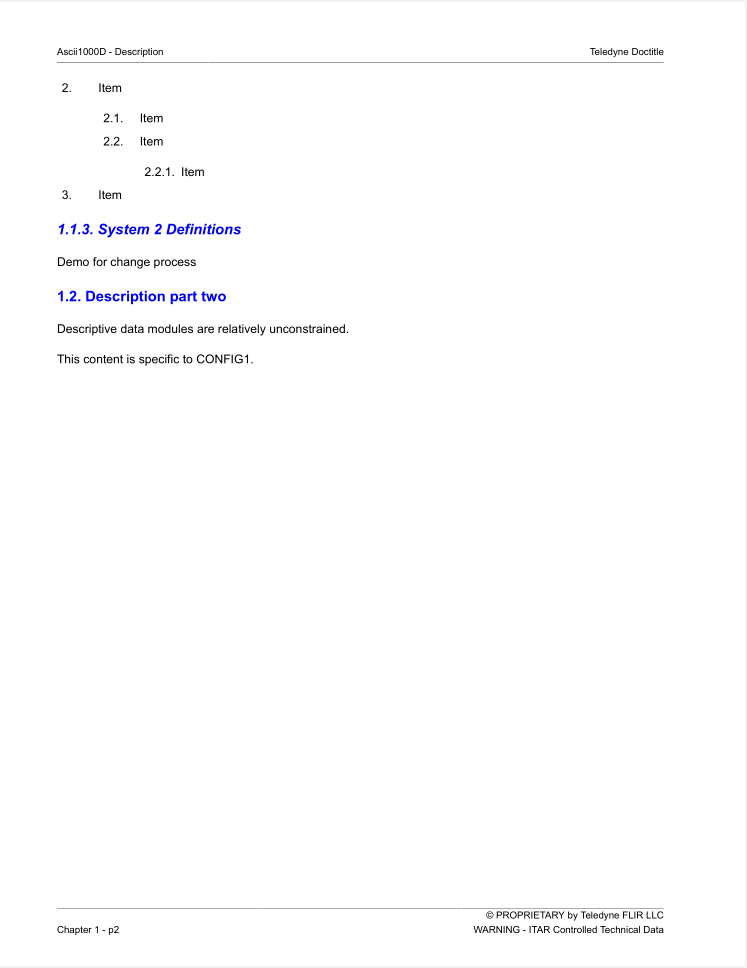 Ascii1000D - Description Teledyne Doctitle
2. Item
2.1. Item
2.2. Item
2.2.1. Item
3. Item
1.1.3. System 2 Definitions
Demo for change process
1.2. Description part two
Descriptive data modules are relatively unconstrained.
This content is specific to CONFIG1.
© PROPRIETARY by Teledyne FLIR LLC
Chapter 1 - p2 WARNING - ITAR Controlled Technical Data